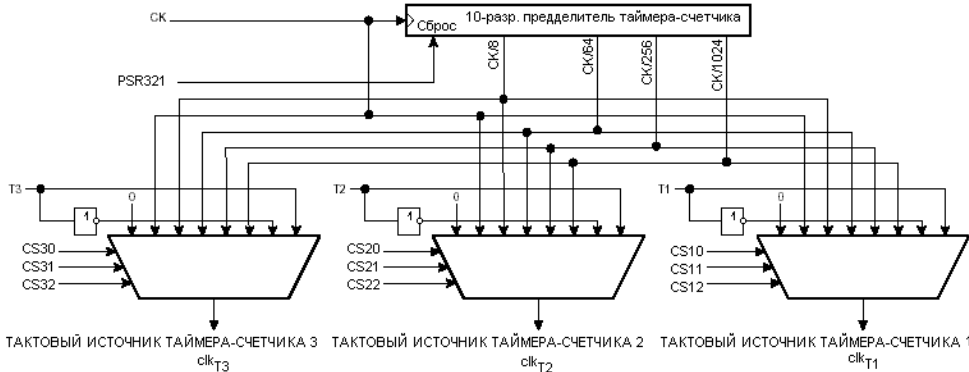 CK
10-разр. предделитель таймера-счетчика
Сброс
PSR321
CK/8
CK/64
CK/256
CK/1024
T3
0
1
T2
0
1
T1
0
1
CS30
CS31
CS32
CS20
CS21
CS22
CS10
CS11
CS12
ТАКТОВЫЙ ИСТОЧНИК ТАЙМЕРА-СЧЕТЧИКА 3
clkT3
ТАКТОВЫЙ ИСТОЧНИК ТАЙМЕРА-СЧЕТЧИКА 2
clkT2
ТАКТОВЫЙ ИСТОЧНИК ТАЙМЕРА-СЧЕТЧИКА 1
clkT1